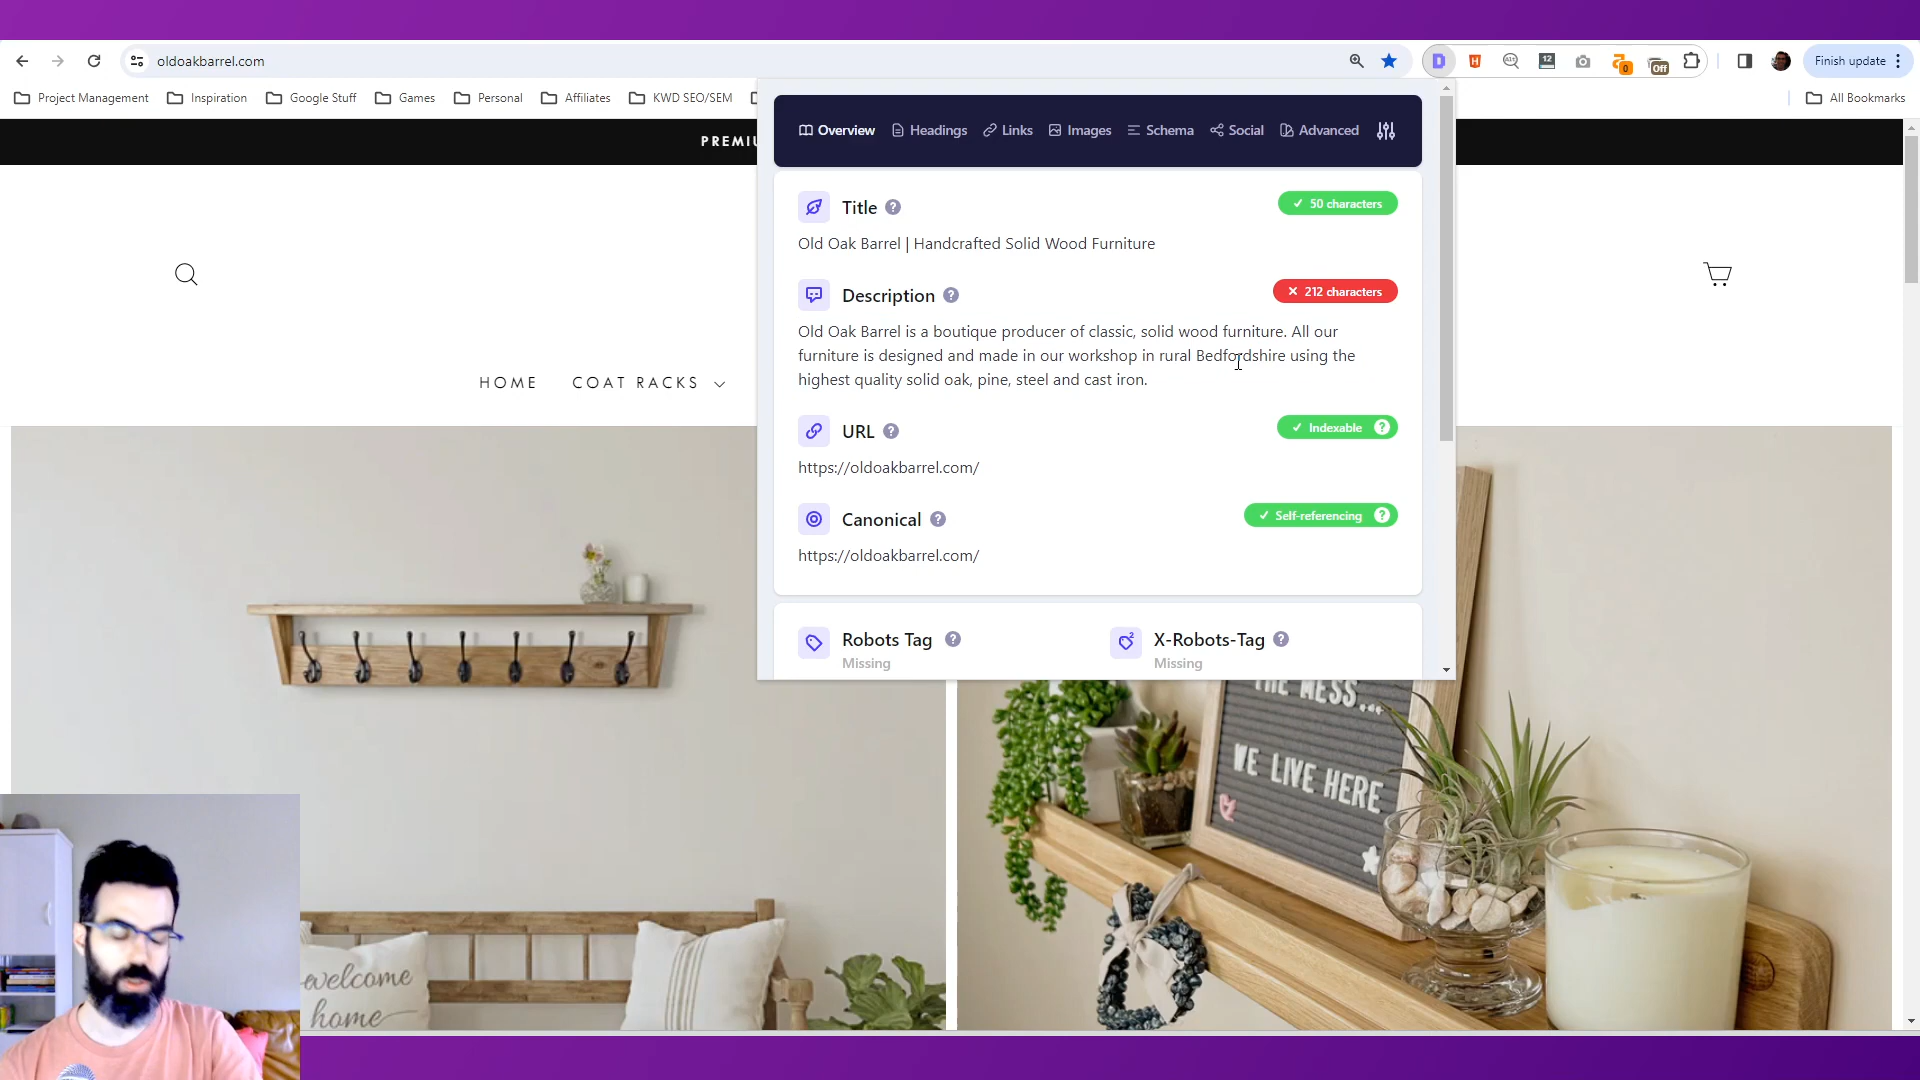 oldoakbarrel.com
12
0
Off
Finish update
Project Management
Inspiration
Google Stuff
Games
Personal
Affiliates
KWD SEO/SEM
All Bookmarks
Overview
Headings
Links
Images
Schema
Social
Advanced
PREMIU
Title
50 characters
Old Oak Barrel | Handcrafted Solid Wood Furniture
Description
212 characters
Old Oak Barrel is a boutique producer of classic, solid wood furniture. All our
furniture is designed and made in our workshop in rural Bedfordshire using the
highest quality solid oak, pine, steel and cast iron.
HOME
COAT RACKS
URL
Indexable
https://oldoakbarrel.com/
Canonical
Self-referencing
https://oldoakbarrel.com/
Robots Tag
Missing
X-Robots-Tag
Missing
THE MESS...
WE LIVE HERE
welcome
home